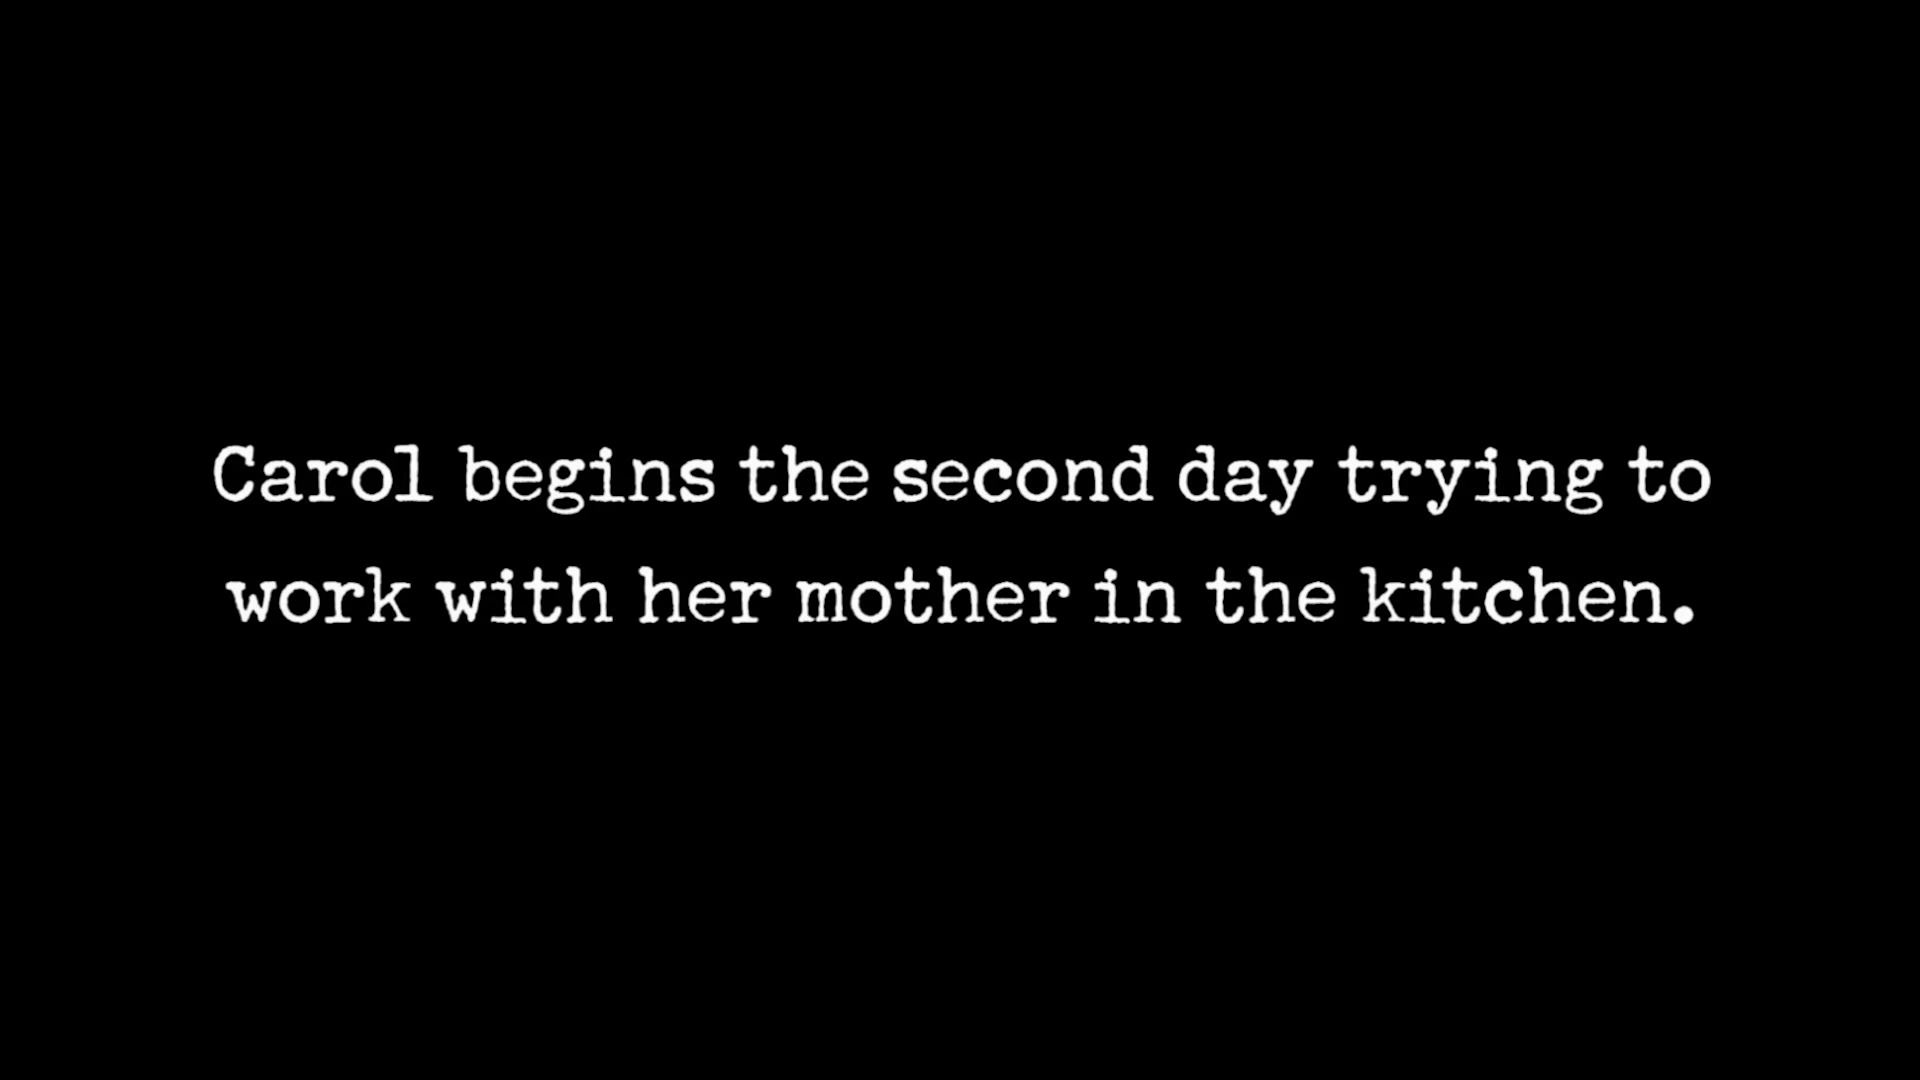 Carol begins the second day trying to
work with her mother in the kitchen.